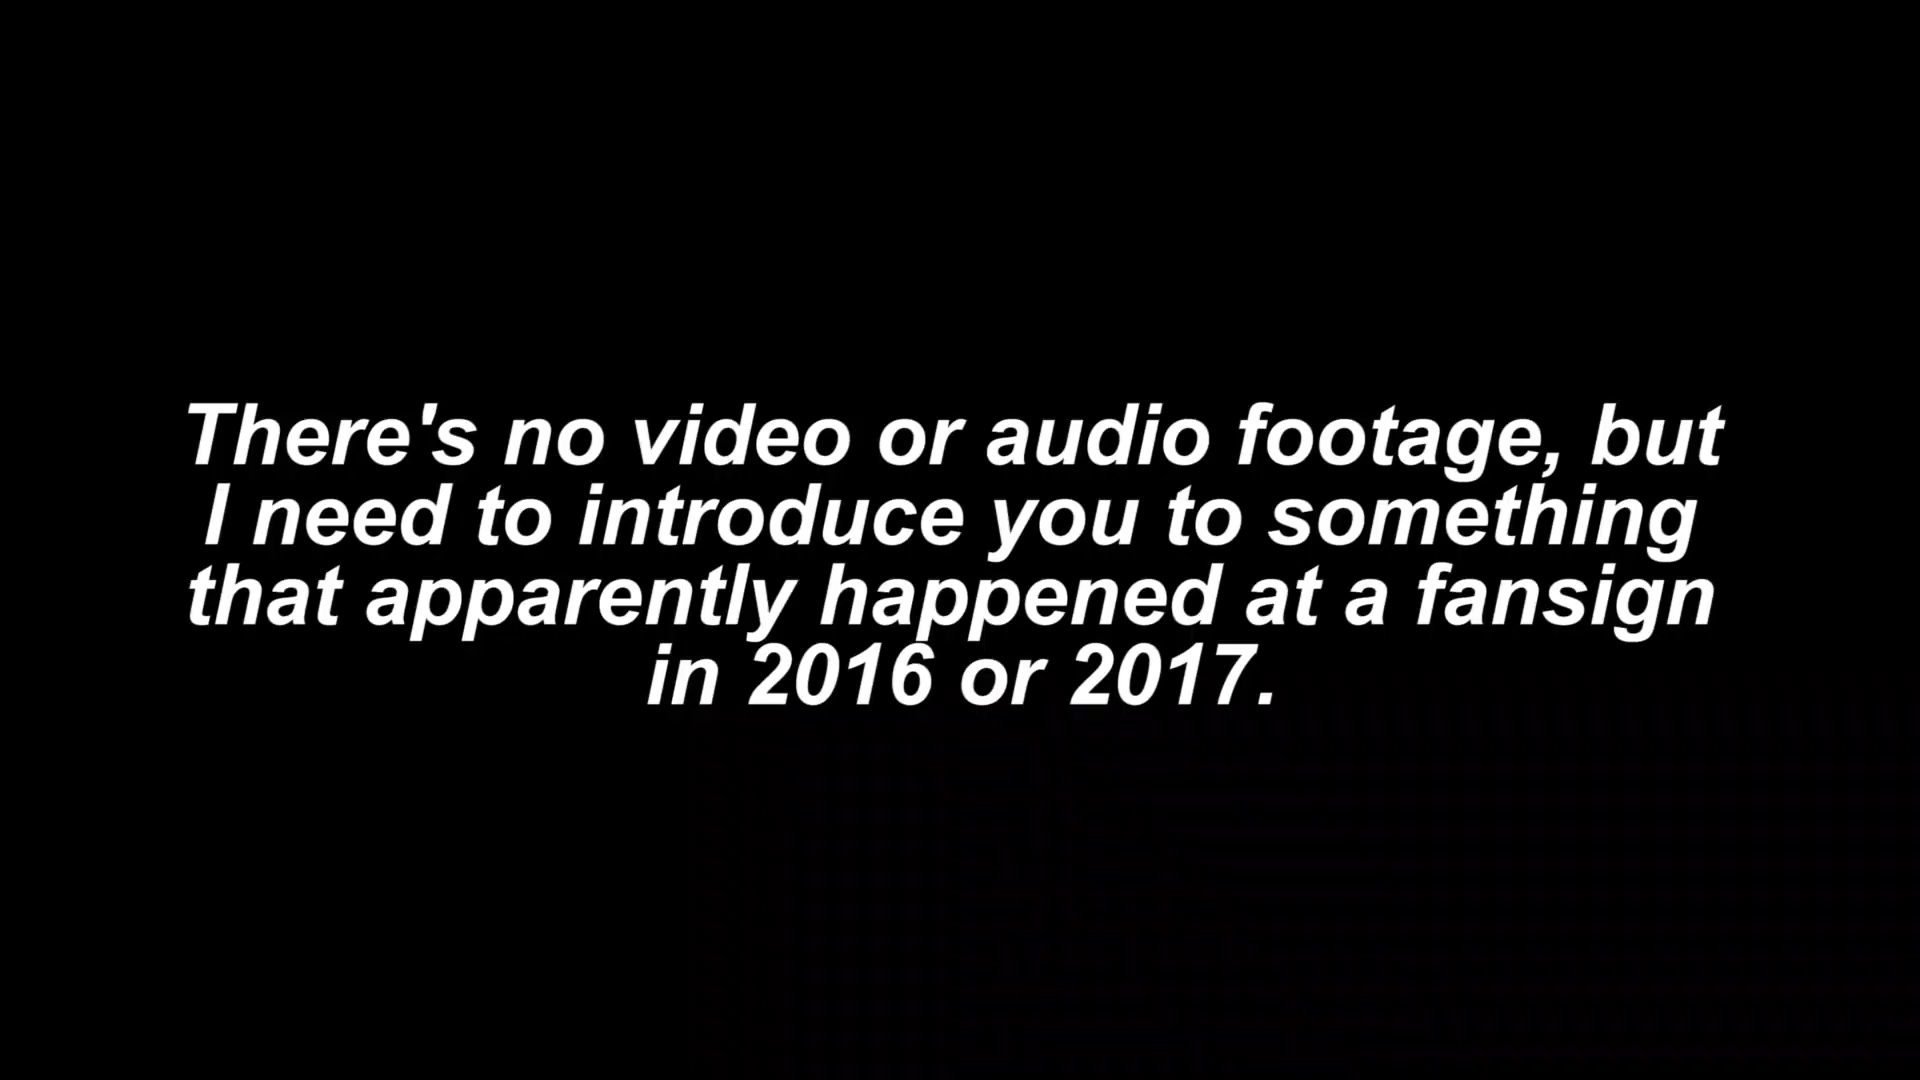 There's no video or audio footage, but
I need to introduce you to something
that apparently happened at a fansign
in 2016 or 2017.